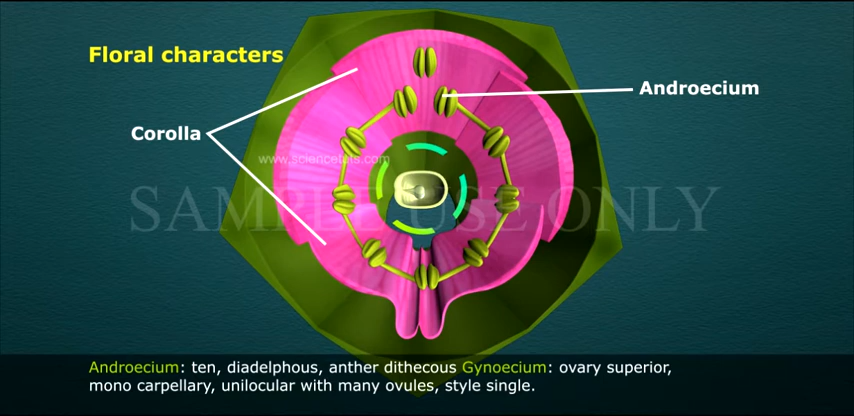 Floral characters
Androecium
Corolla
www.sciencetuts.com
SAMPLE USE ONLY
Androecium: ten, diadelphous, anther dithecous Gynoecium: ovary superior,
mono carpellary, unilocular with many ovules, style single.